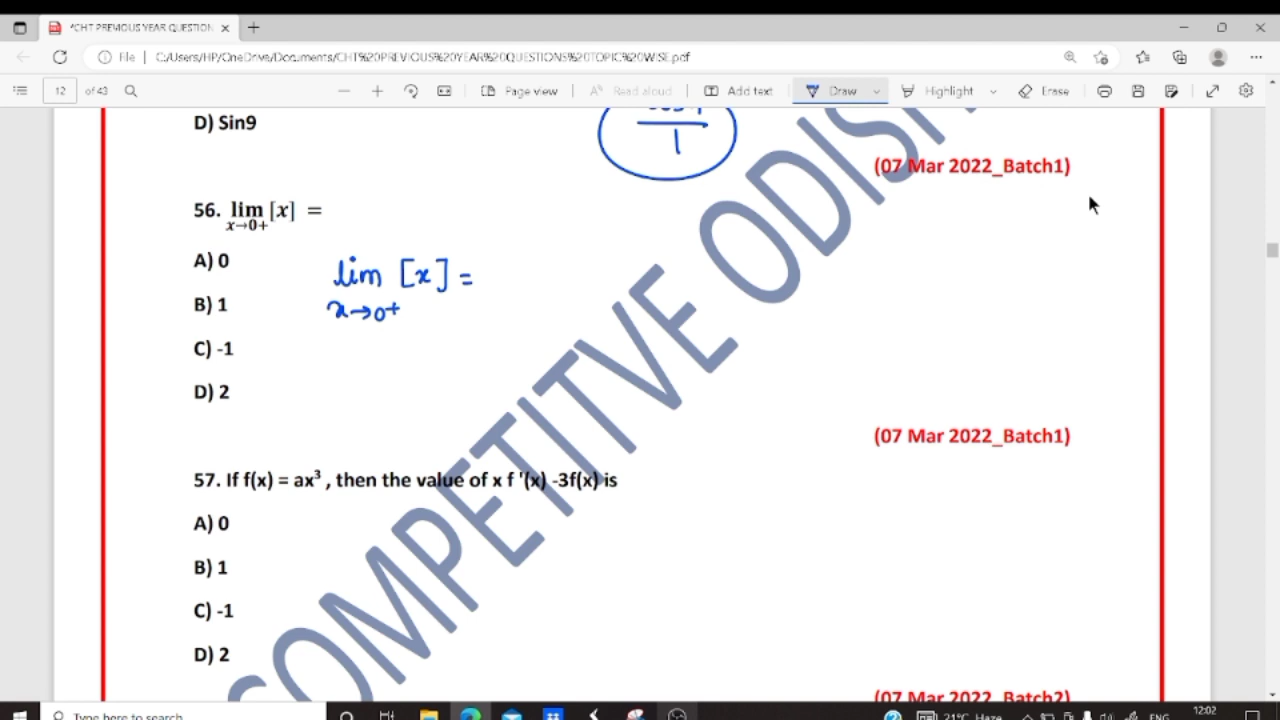 *CHT PREVIOUS YEAR QUESTION
File | C:/Users/HP/OneDrive/Documents/CHT%20PREVIOUS%20YEAR%20QUESTIONS%20TOPIC%20WISE.pdf
12 of 43 Page view Read aloud Add text Draw Highlight Erase
D) Sin9
1
(07 Mar 2022_Batch1)
56. lim [x] =
x→0+
A) 0
lim [x] =
x→0+
B) 1
C) -1
D) 2
(07 Mar 2022_Batch1)
57. If f(x) = ax³ , then the value of x f '(x) -3f(x) is
A) 0
B) 1
C) -1
D) 2
(07 Mar 2022_Batch2)
COMPETITVE ODISH
Type here to search
21°C Haze ENG 12:02